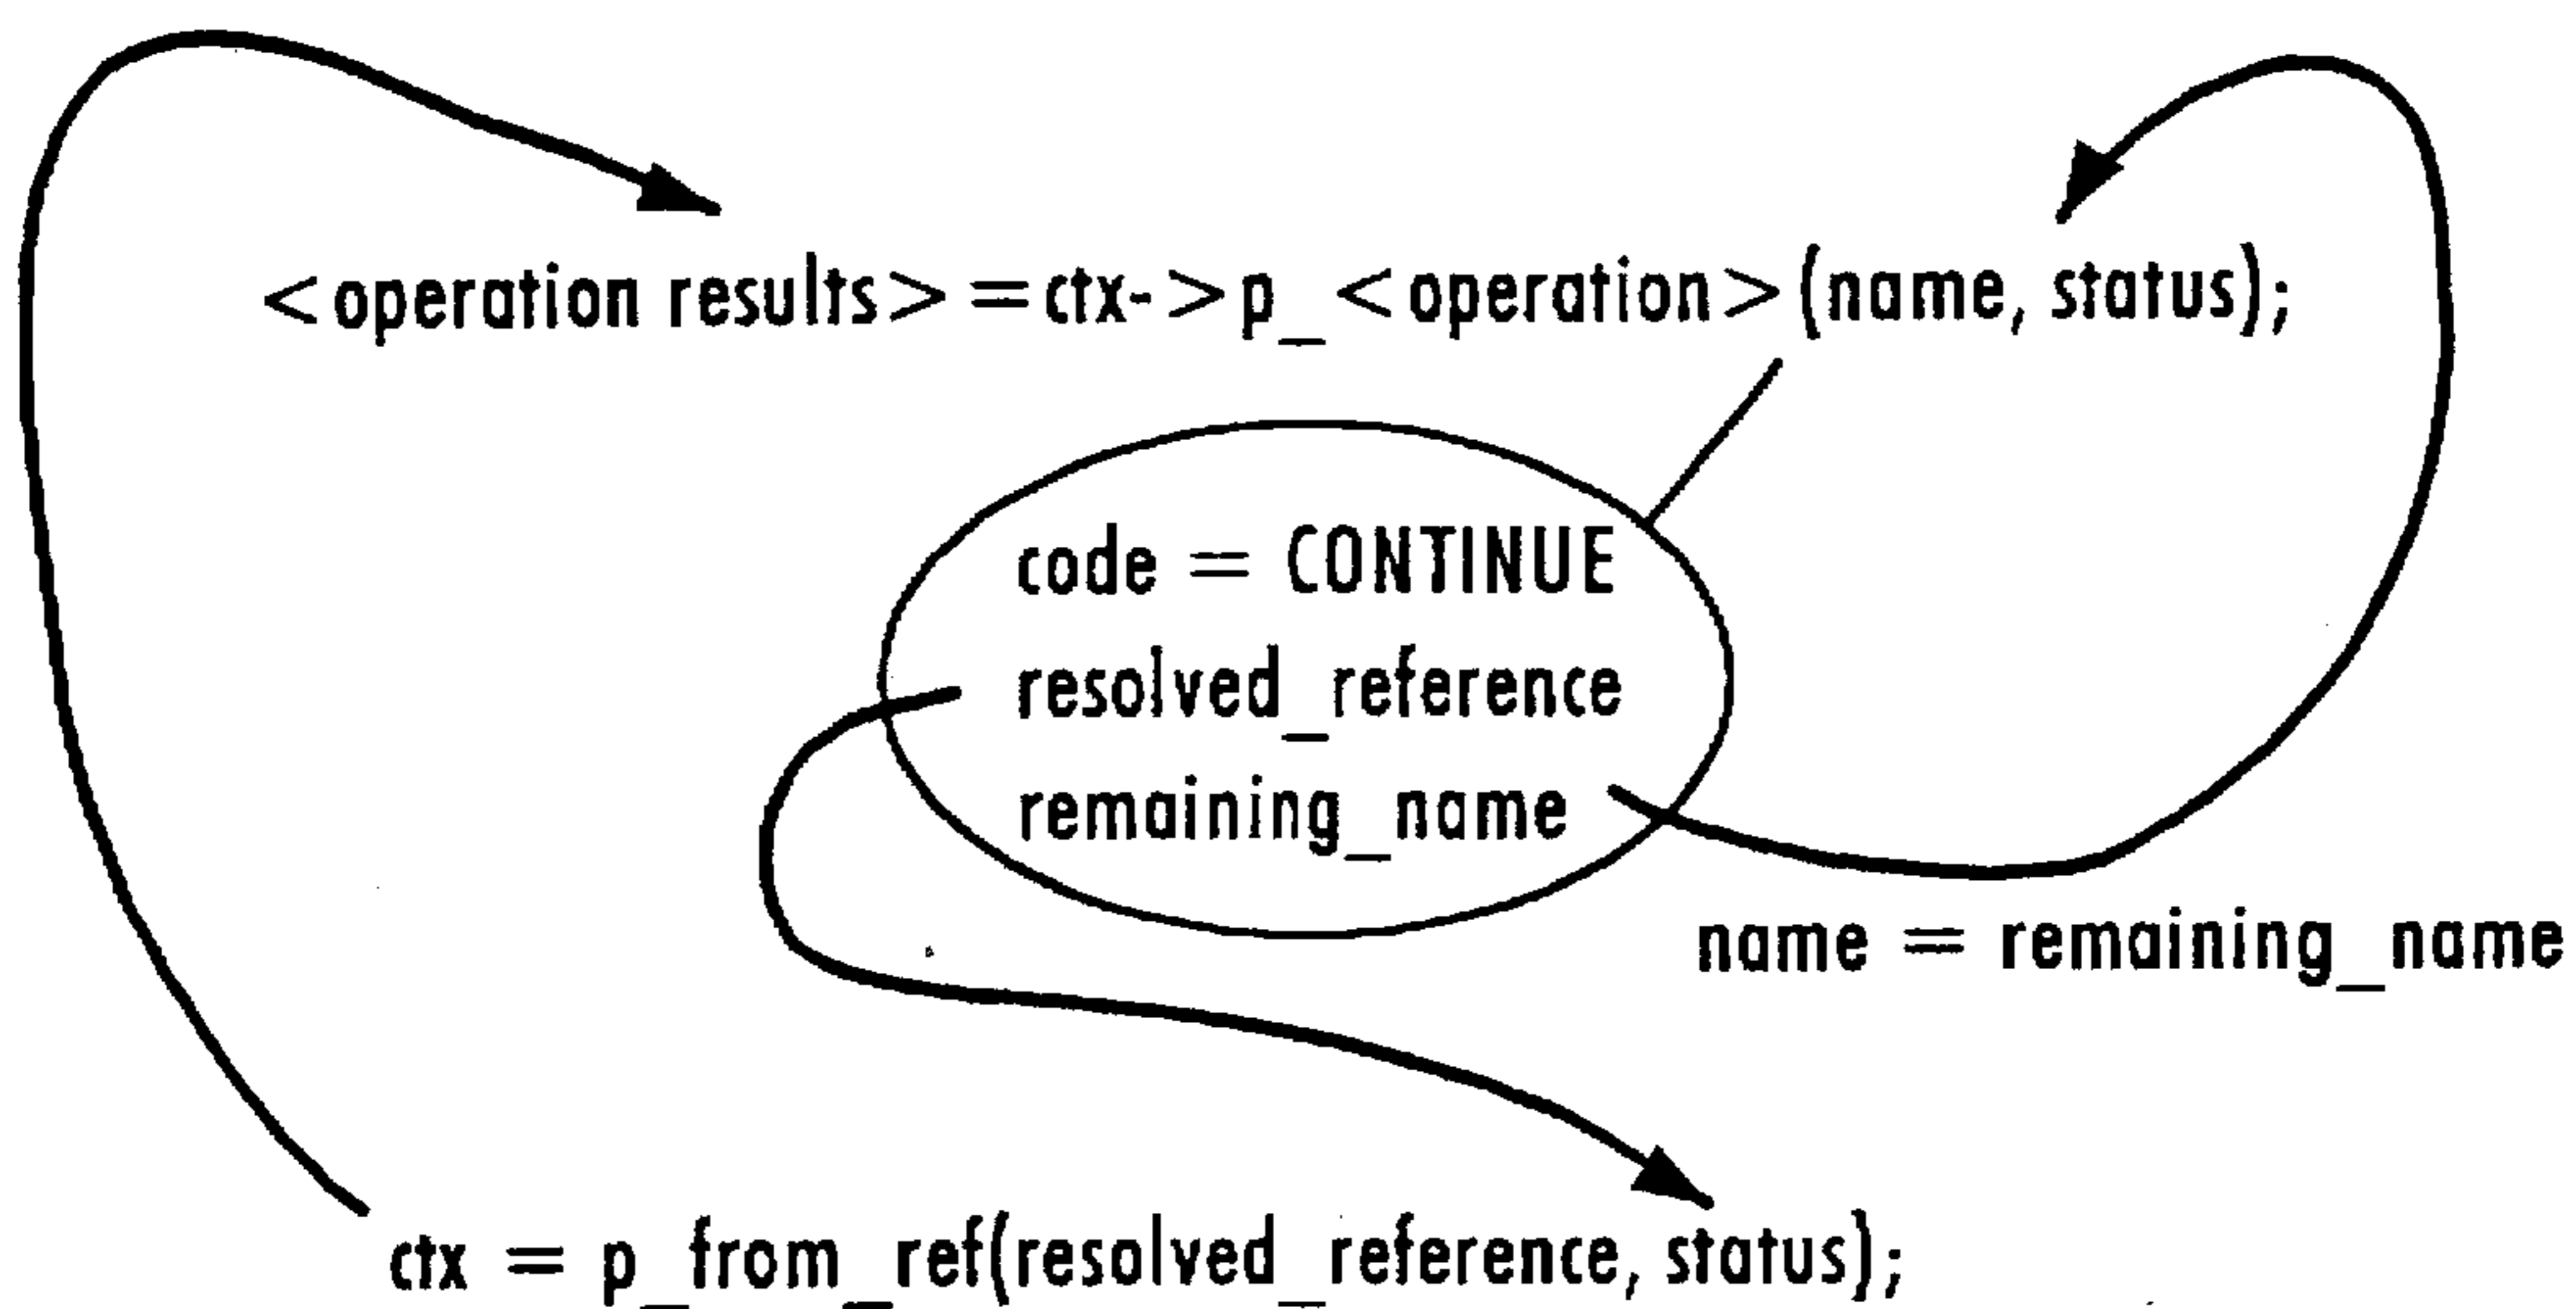 <operation results>=ctx->p_<operation>(name, status);
code = CONTINUE
resolved_reference
remaining_name
name = remaining_name
ctx = p_from_ref(resolved_reference, status);